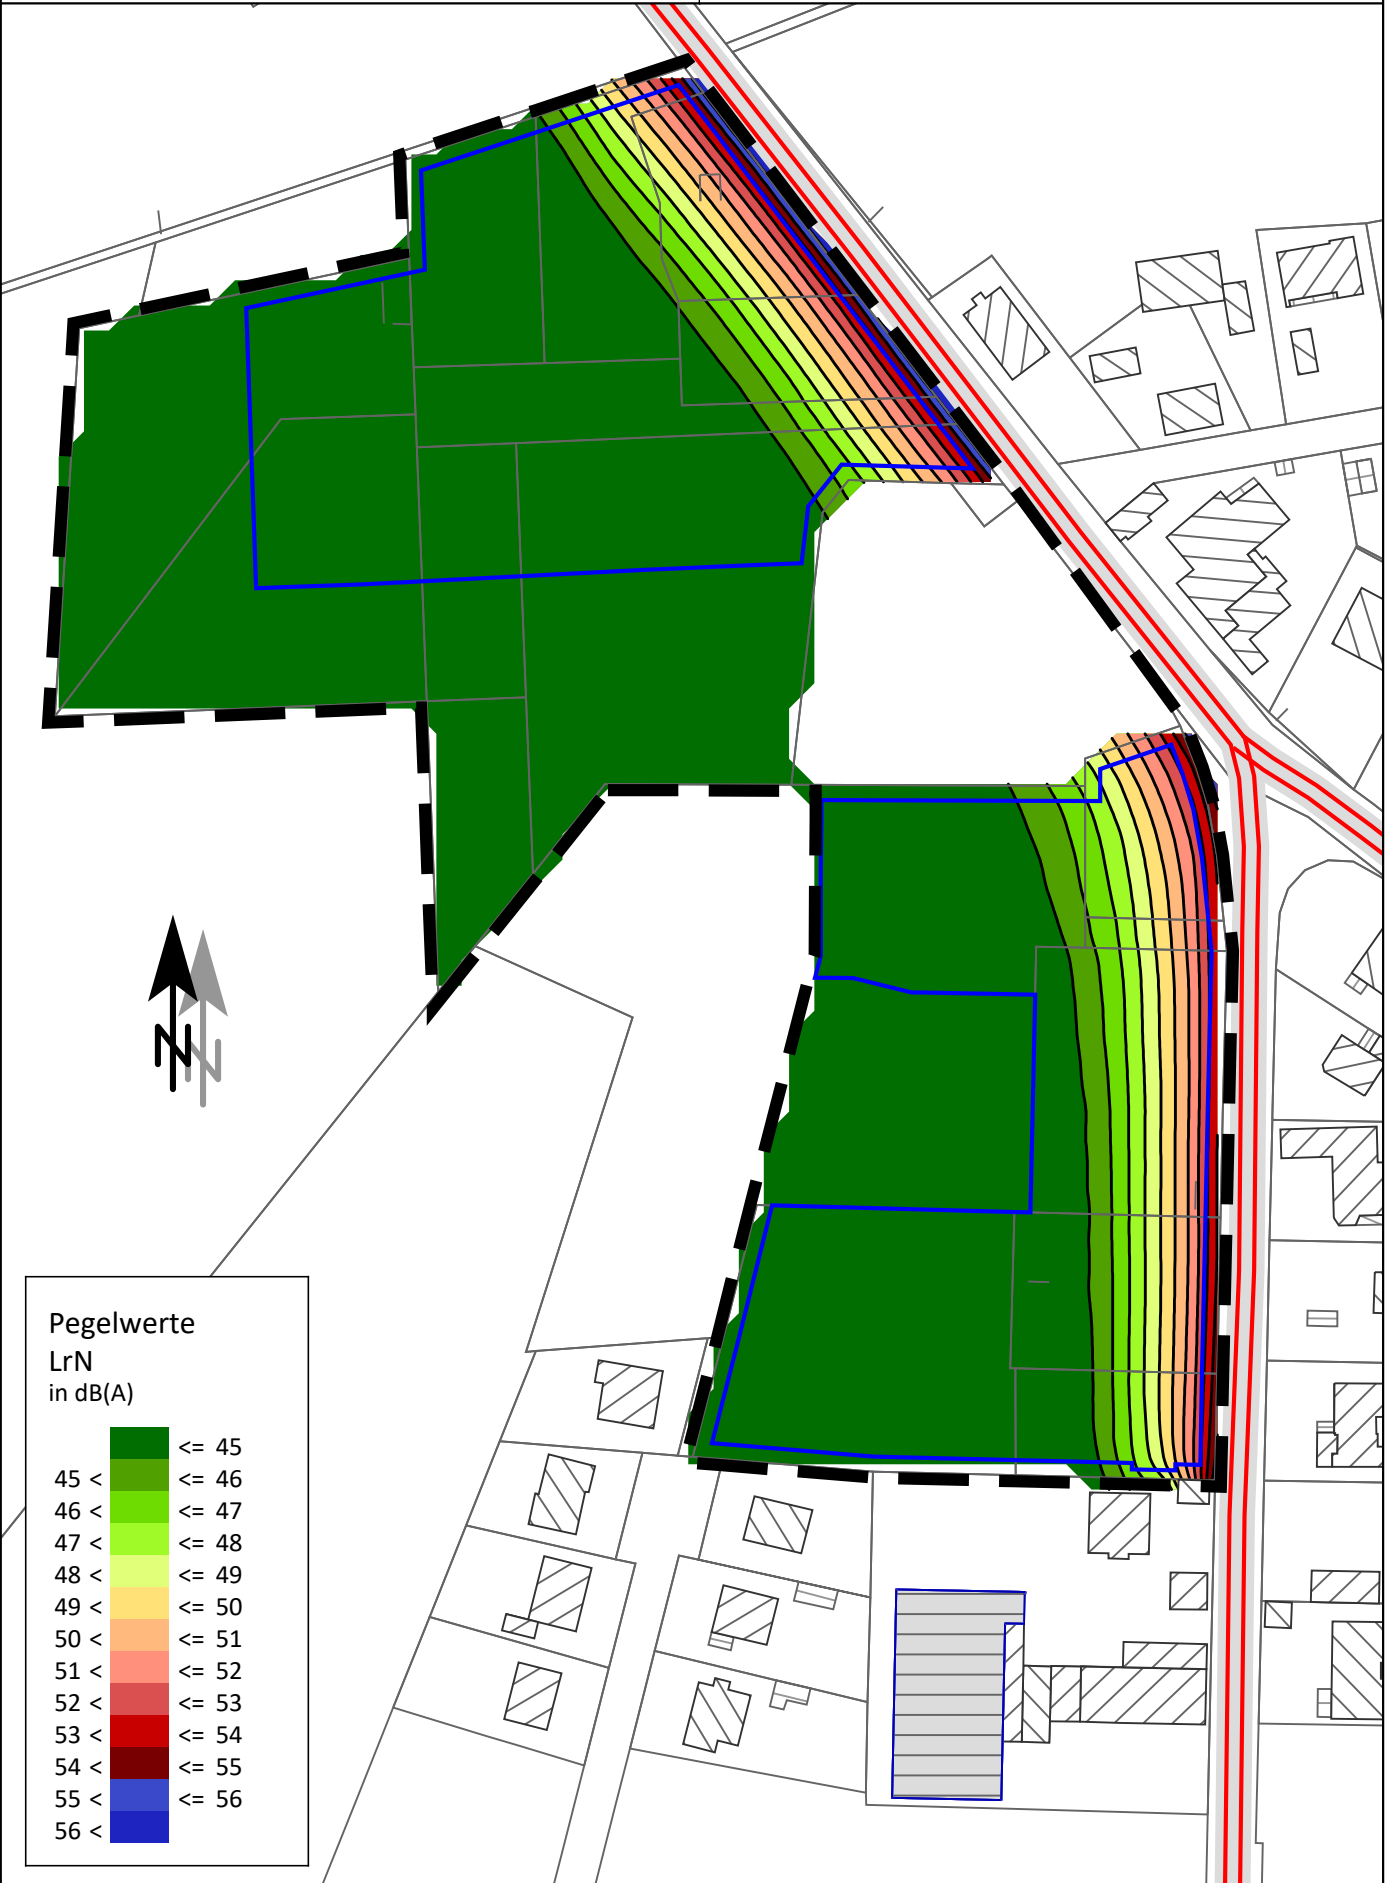 N N
Pegelwerte
LrN
in dB(A)
<= 45
45 < <= 46
46 < <= 47
47 < <= 48
48 < <= 49
49 < <= 50
50 < <= 51
51 < <= 52
52 < <= 53
53 < <= 54
54 < <= 55
55 < <= 56
56 <